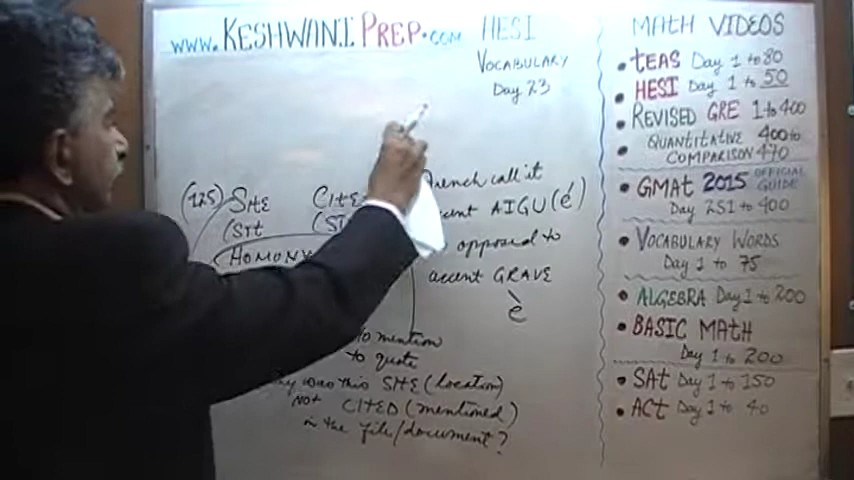 www.KESHWANIPREP.com
HESI
VOCABULARY
Day 23
(125) SITE CITE
(SIT
HOMONY
French call it
AIGU (é)
opposed to
accent GRAVE
è
to mention
to quote
was this SITE (location)
not CITED (mentioned)
in the file/document?
MATH VIDEOS
• TEAS Day 1 to 80
• HESI Day 1 to 50
• REVISED GRE 1 to 400
• QUANTITATIVE 400 to
COMPARISON 470
• GMAT 2015 OFFICIAL
GUIDE
Day 251 to 400
• VOCABULARY WORDS
Day 1 to 75
• ALGEBRA Day 1 to 200
• BASIC MATH
Day 1 to 200
• SAT Day 1 to 150
• ACT Day 1 to 40